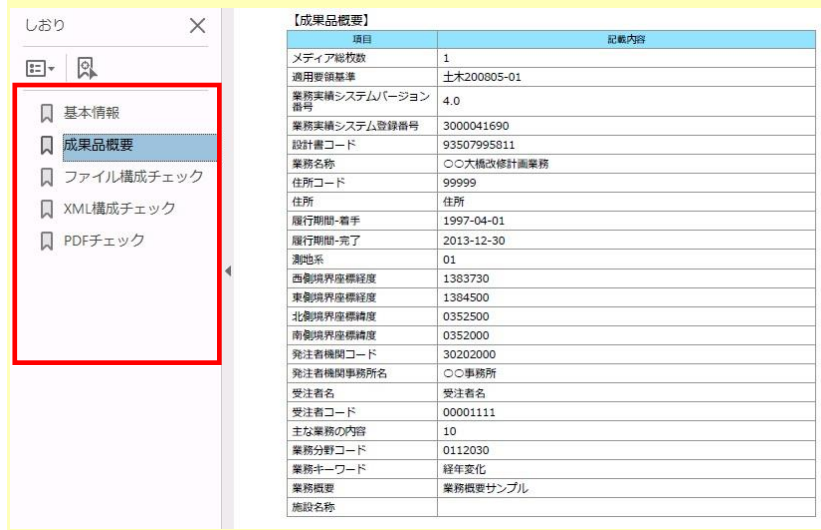 しおり
基本情報
成果品概要
ファイル構成チェック
XML構成チェック
PDFチェック
【成果品概要】
項目 記載内容
メディア総枚数 1
適用要領基準 土木200805-01
業務実績システムバージョン
番号 4.0
業務実績システム登録番号 3000041690
設計書コード 93507995811
業務名称 〇〇大橋改修計画業務
住所コード 99999
住所 住所
履行期間-着手 1997-04-01
履行期間-完了 2013-12-30
測地系 01
西側境界座標経度 1383730
東側境界座標経度 1384500
北側境界座標緯度 0352500
南側境界座標緯度 0352000
発注者機関コード 30202000
発注者機関事務所名 〇〇事務所
受注者名 受注者名
受注者コード 00001111
主な業務の内容 10
業務分野コード 0112030
業務キーワード 経年変化
業務概要 業務概要サンプル
施設名称